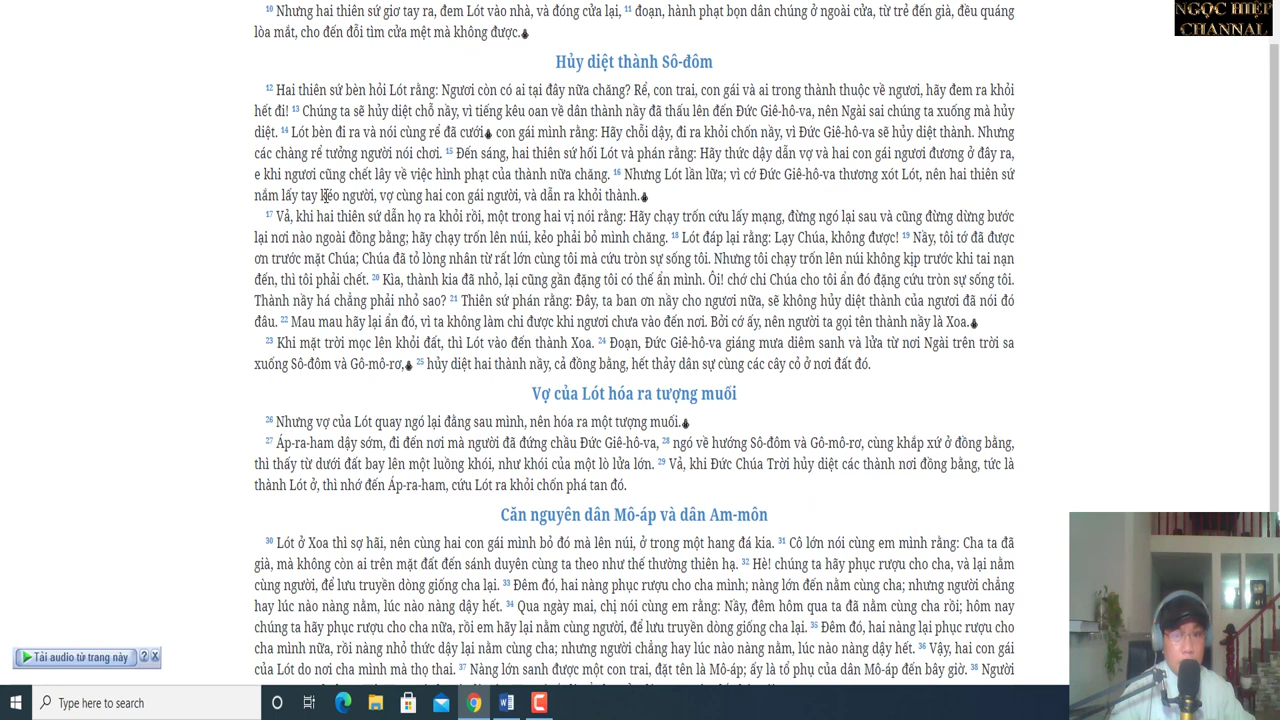 10 Nhưng hai thiên sứ giơ tay ra, đem Lót vào nhà, và đóng cửa lại, 11 đoạn, hành phạt bọn dân chúng ở ngoài cửa, từ trẻ đến già, đều quáng
lòa mắt, cho đến đỗi tìm cửa mệt mà không được.
NGỌC HIỆP
CHANNAL
Hủy diệt thành Sô-đôm
12 Hai thiên sứ bèn hỏi Lót rằng: Ngươi còn có ai tại đây nữa chăng? Rể, con trai, con gái và ai trong thành thuộc về ngươi, hãy đem ra khỏi
hết đi! 13 Chúng ta sẽ hủy diệt chỗ nầy, vì tiếng kêu oan về dân thành nầy đã thấu lên đến Đức Giê-hô-va, nên Ngài sai chúng ta xuống mà hủy
diệt. 14 Lót bèn đi ra và nói cùng rể đã cưới con gái mình rằng: Hãy chỗi dậy, đi ra khỏi chốn nầy, vì Đức Giê-hô-va sẽ hủy diệt thành. Nhưng
các chàng rể tưởng người nói chơi. 15 Đến sáng, hai thiên sứ hối Lót và phán rằng: Hãy thức dậy dẫn vợ và hai con gái ngươi đương ở đây ra,
e khi ngươi cũng chết lây về việc hình phạt của thành nữa chăng. 16 Nhưng Lót lần lữa; vì cớ Đức Giê-hô-va thương xót Lót, nên hai thiên sứ
nắm lấy tay kéo người, vợ cùng hai con gái người, và dẫn ra khỏi thành.
17 Vả, khi hai thiên sứ dẫn họ ra khỏi rồi, một trong hai vị nói rằng: Hãy chạy trốn cứu lấy mạng, đừng ngó lại sau và cũng đừng dừng bước
lại nơi nào ngoài đồng bằng; hãy chạy trốn lên núi, kẻo phải bỏ mình chăng. 18 Lót đáp lại rằng: Lạy Chúa, không được! 19 Nầy, tôi tớ đã được
ơn trước mặt Chúa; Chúa đã tỏ lòng nhân từ rất lớn cùng tôi mà cứu tròn sự sống tôi. Nhưng tôi chạy trốn lên núi không kịp trước khi tai nạn
đến, thì tôi phải chết. 20 Kìa, thành kia đã nhỏ, lại cũng gần đặng tôi có thế ẩn mình. Ôi! chớ chi Chúa cho tôi ẩn đó đặng cứu tròn sự sống tôi.
Thành nầy há chẳng phải nhỏ sao? 21 Thiên sứ phán rằng: Đây, ta ban ơn nầy cho ngươi nữa, sẽ không hủy diệt thành của ngươi đã nói đó
đâu. 22 Mau mau hãy lại ẩn đó, vì ta không làm chi được khi ngươi chưa vào đến nơi. Bởi cớ ấy, nên người ta gọi tên thành nầy là Xoa.
23 Khi mặt trời mọc lên khỏi đất, thì Lót vào đến thành Xoa. 24 Đoạn, Đức Giê-hô-va giáng mưa diêm sanh và lửa từ nơi Ngài trên trời sa
xuống Sô-đôm và Gô-mô-rơ, 25 hủy diệt hai thành nầy, cả đồng bằng, hết thảy dân sự cùng các cây cỏ ở nơi đất đó.
Vợ của Lót hóa ra tượng muối
26 Nhưng vợ của Lót quay ngó lại đằng sau mình, nên hóa ra một tượng muối.
27 Áp-ra-ham dậy sớm, đi đến nơi mà người đã đứng chầu Đức Giê-hô-va, 28 ngó về hướng Sô-đôm và Gô-mô-rơ, cùng khắp xứ ở đồng bằng,
thì thấy từ dưới đất bay lên một luồng khói, như khói của một lò lửa lớn. 29 Vả, khi Đức Chúa Trời hủy diệt các thành nơi đồng bằng, tức là
thành Lót ở, thì nhớ đến Áp-ra-ham, cứu Lót ra khỏi chốn phá tan đó.
Căn nguyên dân Mô-áp và dân Am-môn
30 Lót ở Xoa thì sợ hãi, nên cùng hai con gái mình bỏ đó mà lên núi, ở trong một hang đá kia. 31 Cô lớn nói cùng em mình rằng: Cha ta đã
già, mà không còn ai trên mặt đất đến sánh duyên cùng ta theo như thế thường thiên hạ. 32 Hè! chúng ta hãy phục rượu cho cha, và lại nằm
cùng người, để lưu truyền dòng giống cha lại. 33 Đêm đó, hai nàng phục rượu cho cha mình; nàng lớn đến nằm cùng cha; nhưng người chẳng
hay lúc nào nàng nằm, lúc nào nàng dậy hết. 34 Qua ngày mai, chị nói cùng em rằng: Nầy, đêm hôm qua ta đã nằm cùng cha rồi; hôm nay
chúng ta hãy phục rượu cho cha nữa, rồi em hãy lại nằm cùng người, để lưu truyền dòng giống cha lại. 35 Đêm đó, hai nàng lại phục rượu cho
cha mình nữa, rồi nàng nhỏ thức dậy lại nằm cùng cha; nhưng người chẳng hay lúc nào nàng nằm, lúc nào nàng dậy hết. 36 Vậy, hai con gái
của Lót do nơi cha mình mà thọ thai. 37 Nàng lớn sanh được một con trai, đặt tên là Mô-áp; ấy là tổ phụ của dân Mô-áp đến bây giờ. 38 Người
Tải audio từ trang này
Type here to search